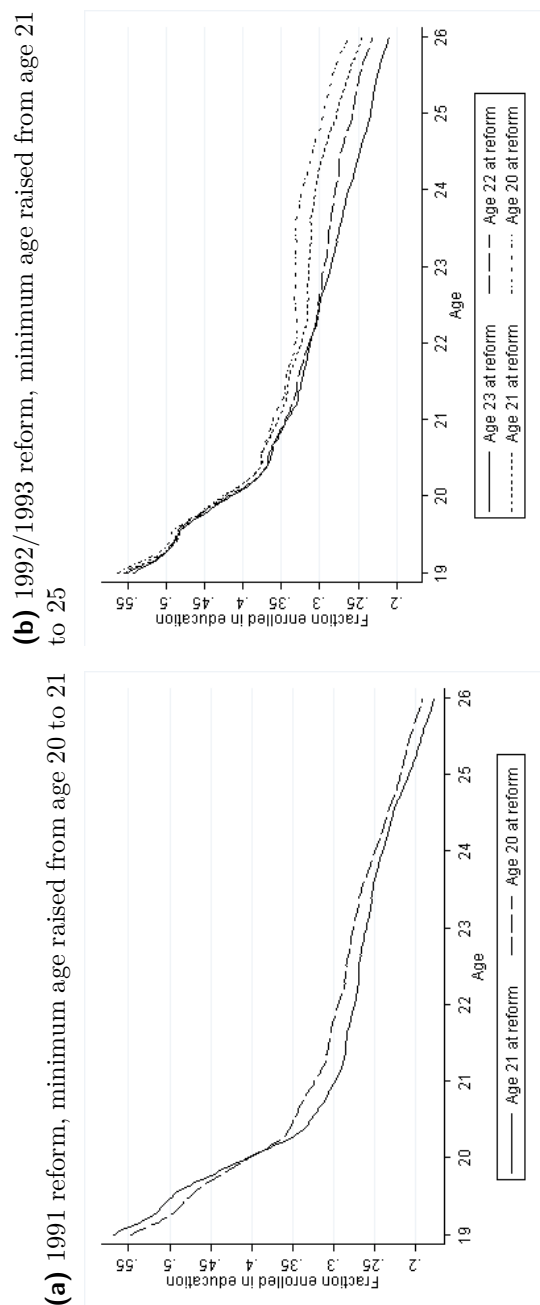 (a) 1991 reform, minimum age raised from age 20 to 21
Fraction enrolled in education
.2 .25 .3 .35 .4 .45 .5 .55
19 20 21 22 23 24 25 26
Age
Age 21 at reform
Age 20 at reform
(b) 1992/1993 reform, minimum age raised from age 21
to 25
Fraction enrolled in education
.2 .25 .3 .35 .4 .45 .5 .55
19 20 21 22 23 24 25 26
Age
Age 23 at reform
Age 22 at reform
Age 21 at reform
Age 20 at reform